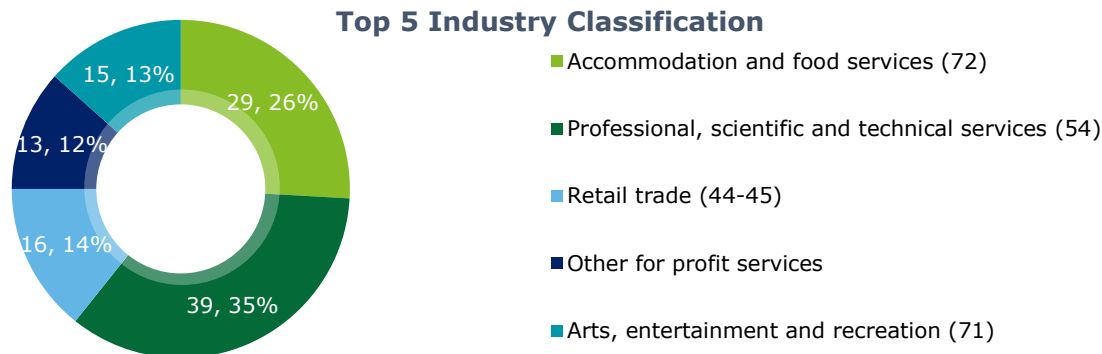 Top 5 Industry Classification
15, 13%
29, 26%
13, 12%
16, 14%
39, 35%
Accommodation and food services (72)
Professional, scientific and technical services (54)
Retail trade (44-45)
Other for profit services
Arts, entertainment and recreation (71)